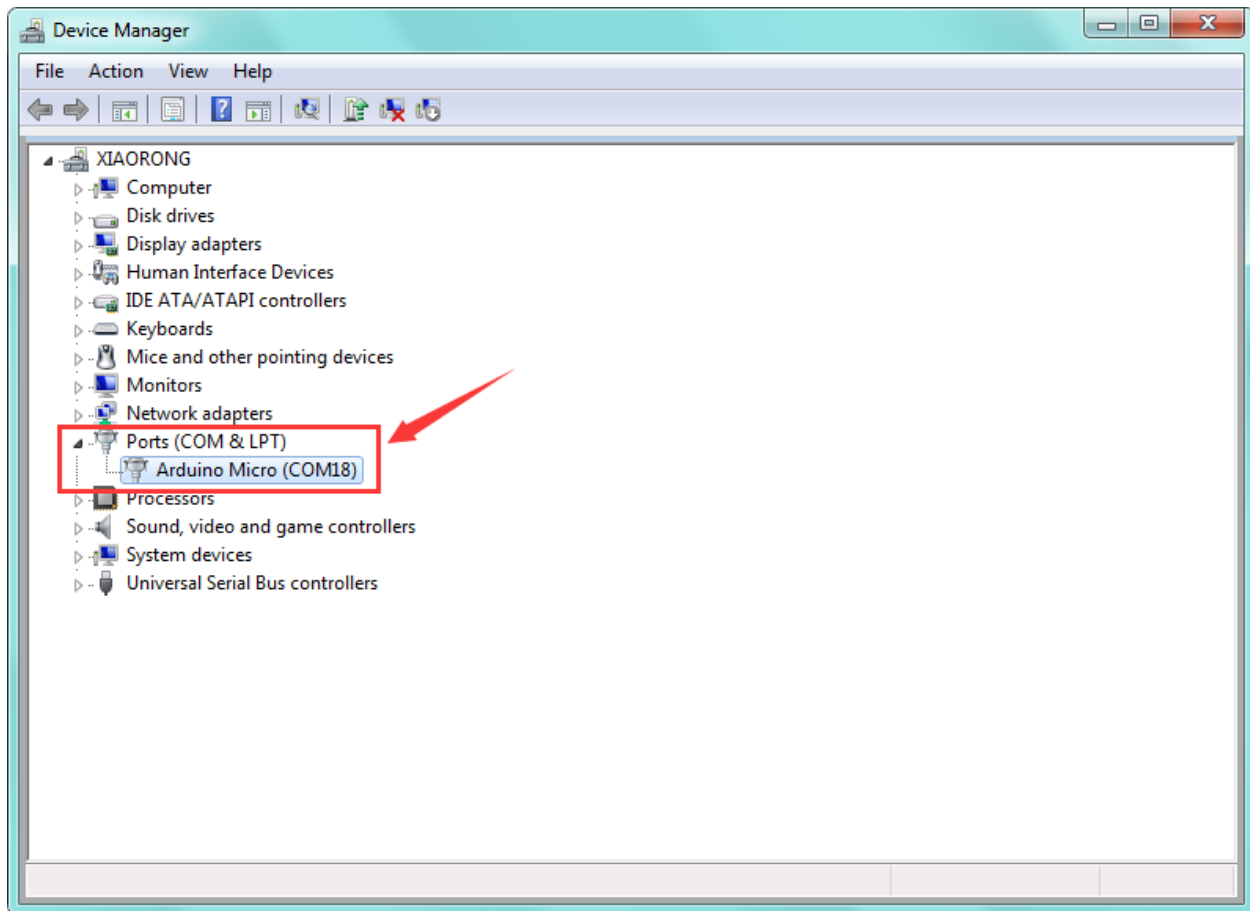 Device Manager
File Action View Help
XIAORONG
Computer
Disk drives
Display adapters
Human Interface Devices
IDE ATA/ATAPI controllers
Keyboards
Mice and other pointing devices
Monitors
Network adapters
Ports (COM & LPT)
Arduino Micro (COM18)
Processors
Sound, video and game controllers
System devices
Universal Serial Bus controllers